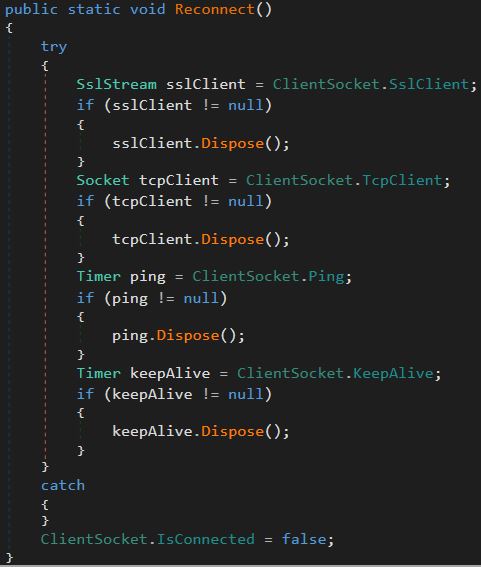 public static void Reconnect()
{
    try
    {
        SslStream sslClient = ClientSocket.SslClient;
        if (sslClient != null)
        {
            sslClient.Dispose();
        }
        Socket tcpClient = ClientSocket.TcpClient;
        if (tcpClient != null)
        {
            tcpClient.Dispose();
        }
        Timer ping = ClientSocket.Ping;
        if (ping != null)
        {
            ping.Dispose();
        }
        Timer keepAlive = ClientSocket.KeepAlive;
        if (keepAlive != null)
        {
            keepAlive.Dispose();
        }
    }
    catch
    {
    }
    ClientSocket.IsConnected = false;
}